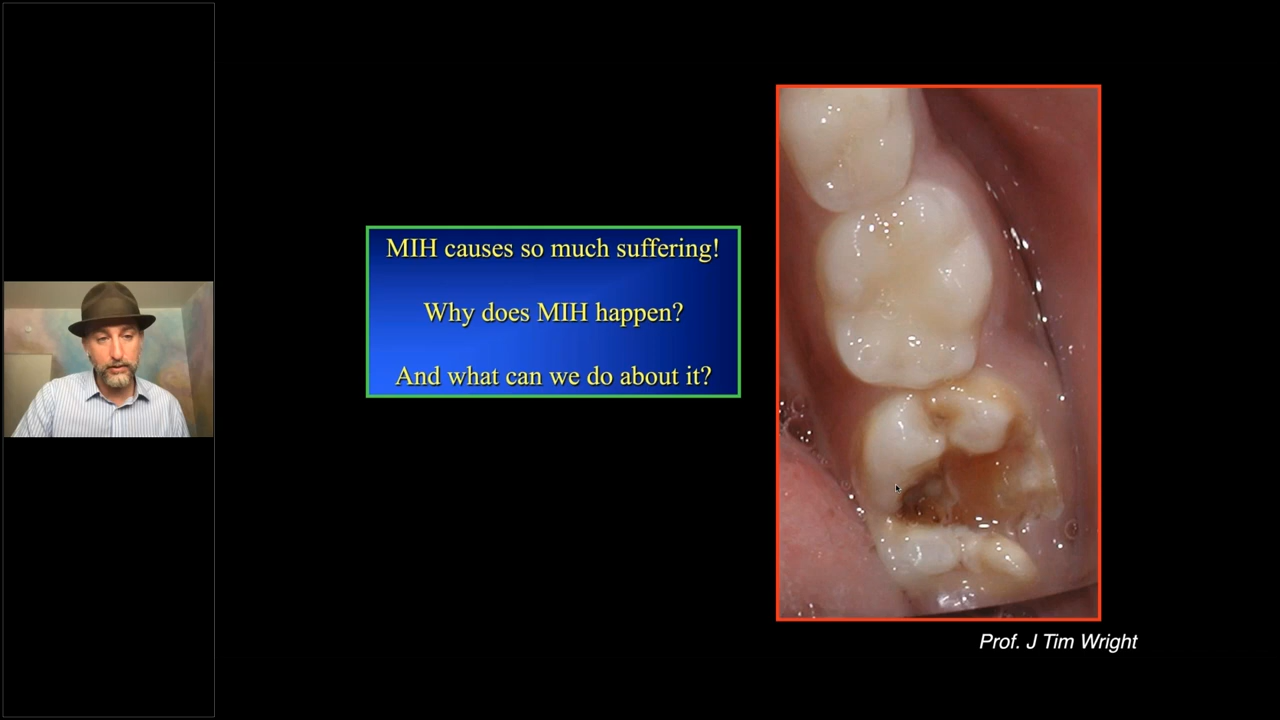 MIH causes so much suffering!
Why does MIH happen?
And what can we do about it?
Prof. J Tim Wright